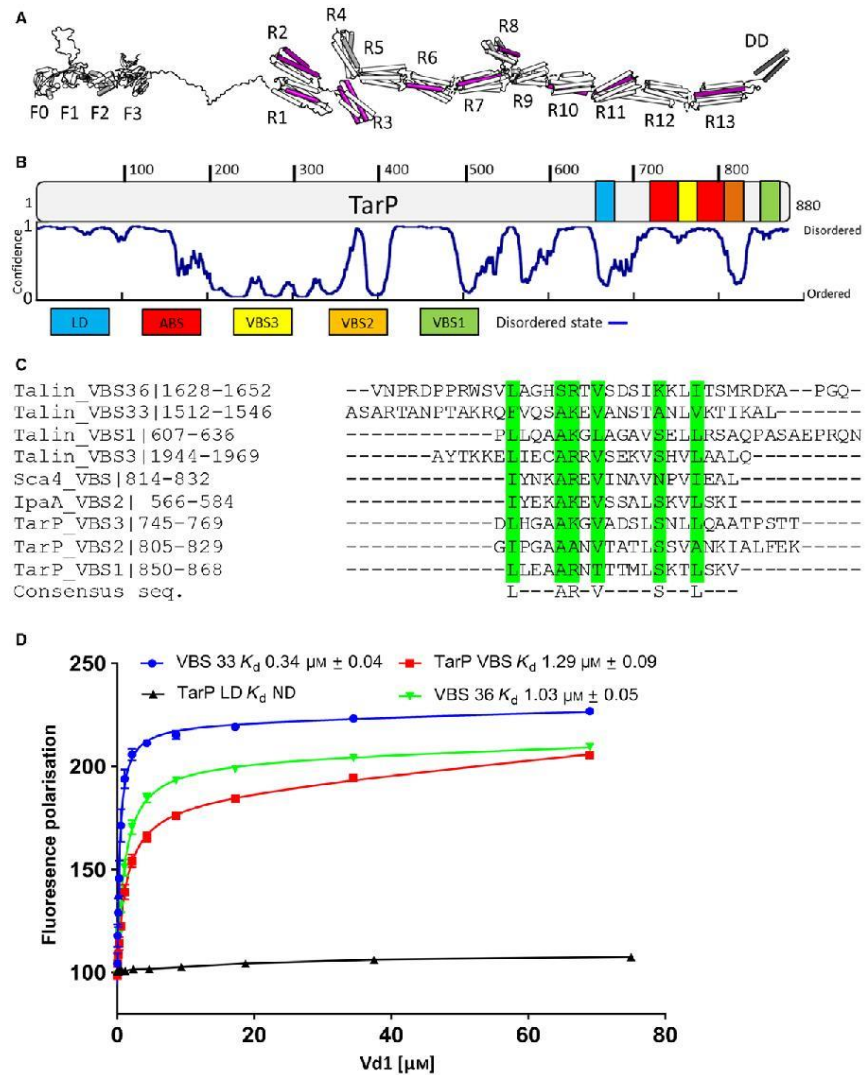 A
R2
R4
R5
R6
R8
DD
F0 F1 F2 F3
R1
R3
R7
R9
R10
R11
R12
R13
B
100 200 300 400 500 600 700 800
1 TarP 880
Confidence
1
0
Disordered
Ordered
LD ABS VBS3 VBS2 VBS1 Disordered state
C
Talin_VBS36|1628-1652 --VNPRDPPRWSVLAGHSRTVSDSIKKLITSMRDKA--PGQ-
Talin_VBS33|1512-1546 ASARTANPTAKRQFVQSAKEVANSTANLVKTIKAL------
Talin_VBS1|607-636 -----------PLLQAAKGLAGAVSELLRSAQPASAEPRQN
Talin_VBS3|1944-1969 ------AYTKKELIECARRVSEKVSHVLAALQ---------
Sca4_VBS|814-832 ------------IYNKAREVINAVNPVIEAL----------
IpaA_VBS2| 566-584 ------------IYEKAKEVSSALSKVLSKI----------
TarP_VBS3|745-769 -----------DLHGAAKGVADSLSNLLQAATPSTT-----
TarP_VBS2|805-829 -----------GIPGAAANVTATLSSVANKIALFEK-----
TarP_VBS1|850-868 ------------LLEAARNTTTMLSKTLSKV----------
Consensus seq. L---AR-V----S--L--
D
VBS 33 Kd 0.34 μM ± 0.04
TarP VBS Kd 1.29 μM ± 0.09
TarP LD Kd ND
VBS 36 Kd 1.03 μM ± 0.05
Fluoresence polarisation
250
200
150
100
0 20 40 60 80
Vd1 [μM]